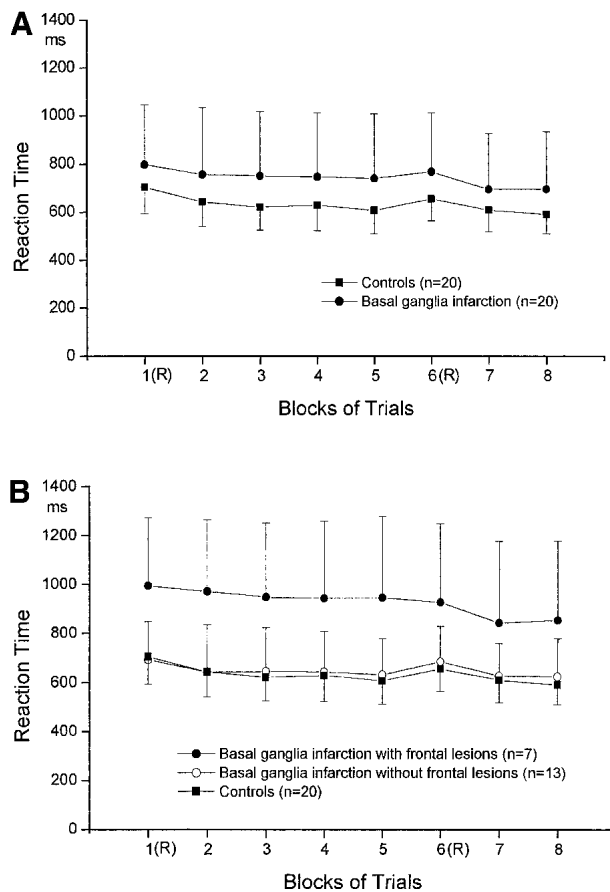 A
1400
ms
1200
1000
800
600
400
200
0
Reaction Time
Controls (n=20)
Basal ganglia infarction (n=20)
1(R) 2 3 4 5 6(R) 7 8
Blocks of Trials
B
1400
ms
1200
1000
800
600
400
200
0
Reaction Time
Basal ganglia infarction with frontal lesions (n=7)
Basal ganglia infarction without frontal lesions (n=13)
Controls (n=20)
1(R) 2 3 4 5 6(R) 7 8
Blocks of Trials